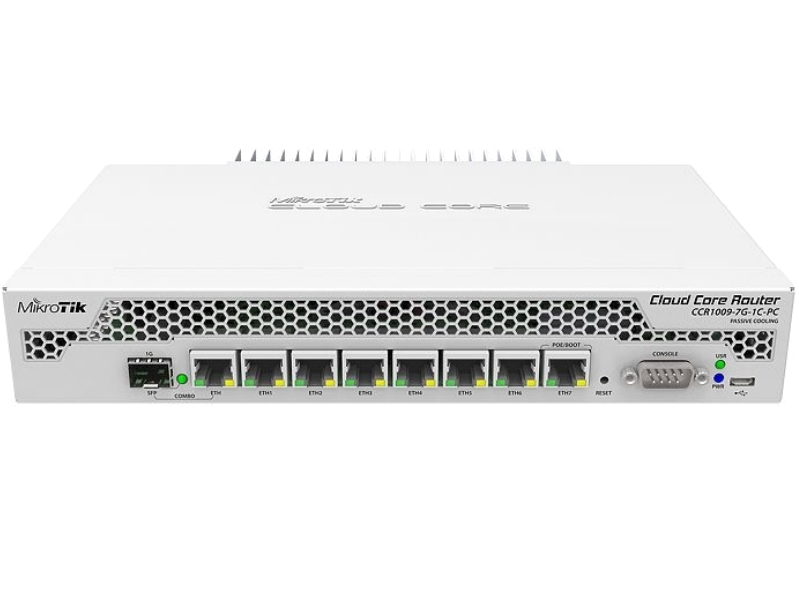 MikroTik
CLOUD CORE
MikroTik
Cloud Core Router
CCR1009-7G-1C-PC
PASSIVE COOLING
1G
SFP
COMBO
ETH
ETH1
ETH2
ETH3
ETH4
ETH5
ETH6
POE/BOOT
ETH7
RESET
CONSOLE
USR
PWR